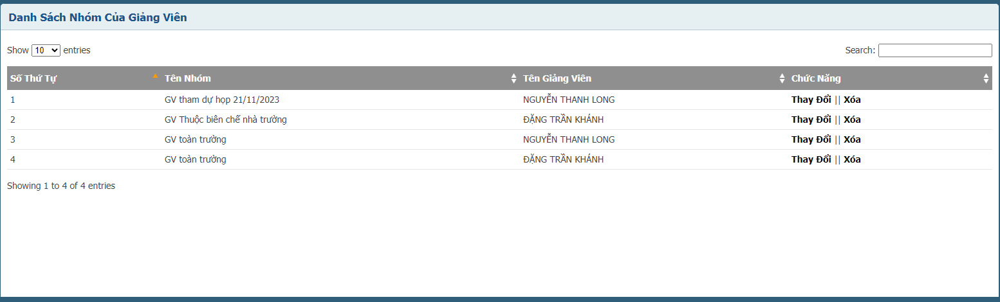 Danh Sách Nhóm Của Giảng Viên
Show 10 entries Search:
Số Thứ Tự Tên Nhóm Tên Giảng Viên Chức Năng
1 GV tham dự họp 21/11/2023 NGUYỄN THANH LONG Thay Đổi || Xóa
2 GV Thuộc biên chế nhà trường ĐẶNG TRẦN KHÁNH Thay Đổi || Xóa
3 GV toàn trường NGUYỄN THANH LONG Thay Đổi || Xóa
4 GV toàn trường ĐẶNG TRẦN KHÁNH Thay Đổi || Xóa
Showing 1 to 4 of 4 entries